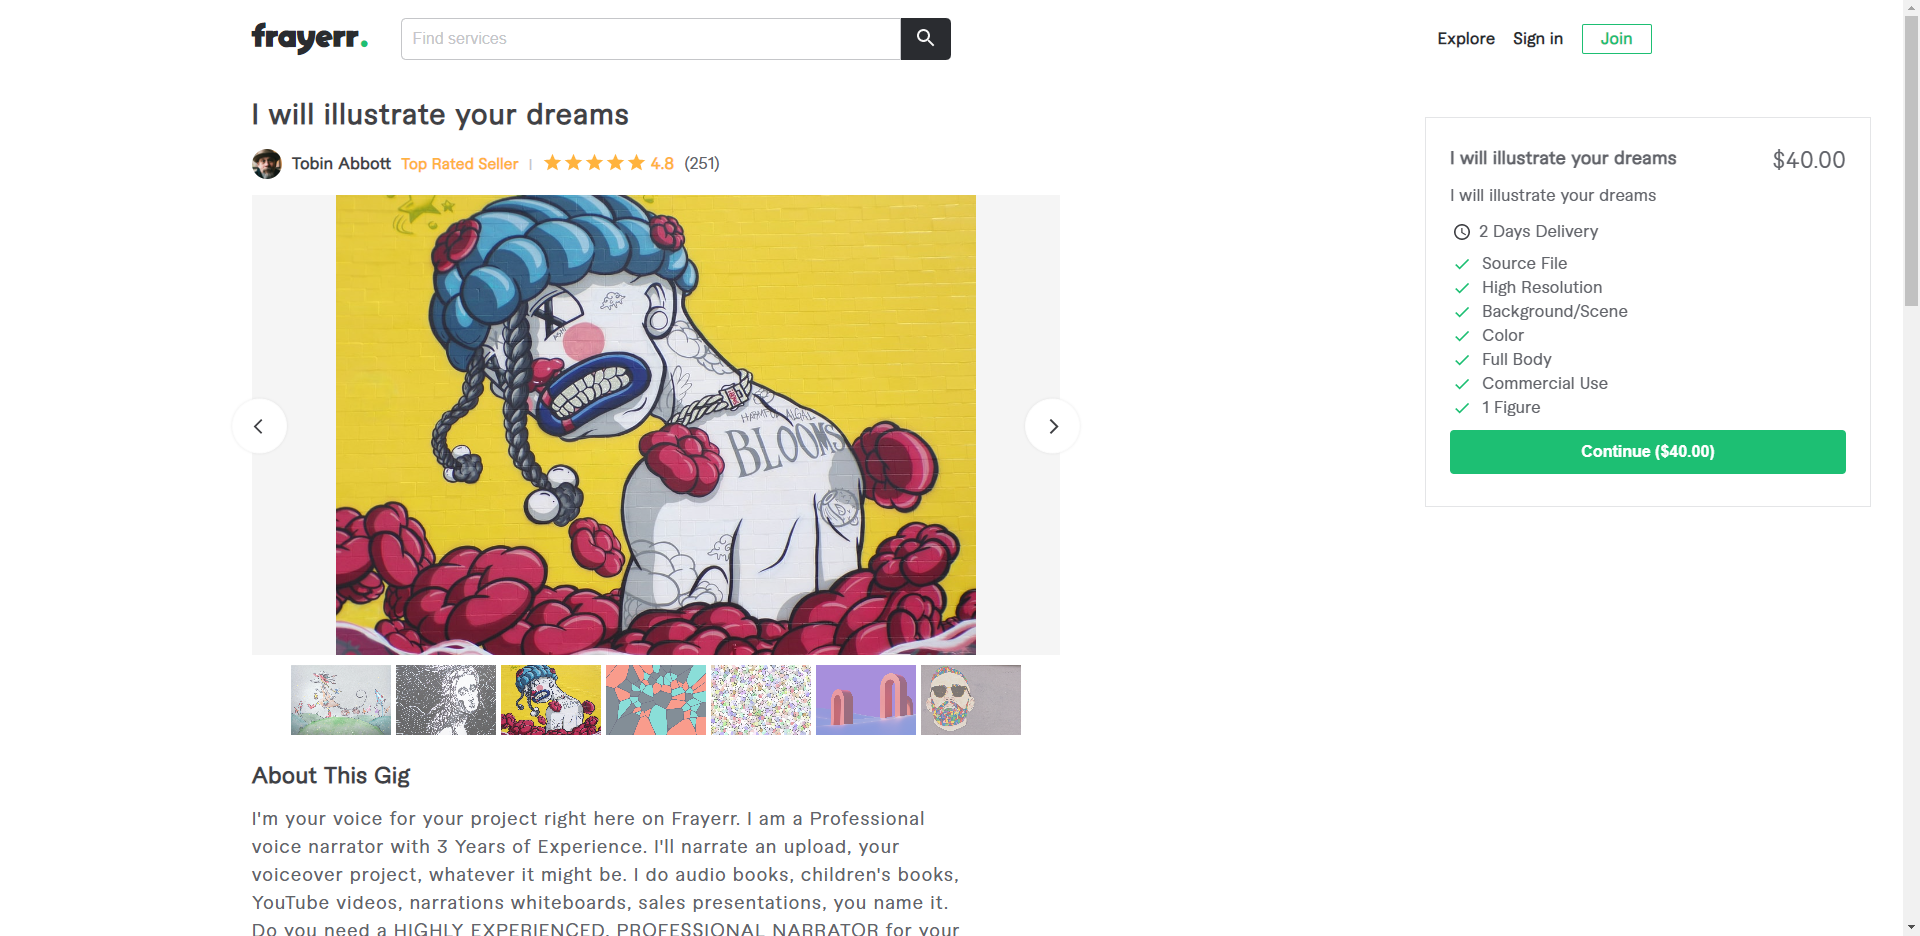 frayerr.
Find services
Explore
Sign in
Join
I will illustrate your dreams
Tobin Abbott
Top Rated Seller
4.8
(251)
HARMFUL ALGAL
BLOOMS
I will illustrate your dreams
$40.00
I will illustrate your dreams
2 Days Delivery
Source File
High Resolution
Background/Scene
Color
Full Body
Commercial Use
1 Figure
Continue ($40.00)
About This Gig
I'm your voice for your project right here on Frayerr. I am a Professional
voice narrator with 3 Years of Experience. I'll narrate an upload, your
voiceover project, whatever it might be. I do audio books, children's books,
YouTube videos, narrations whiteboards, sales presentations, you name it.
Do you need a HIGHLY EXPERIENCED, PROFESSIONAL NARRATOR for your